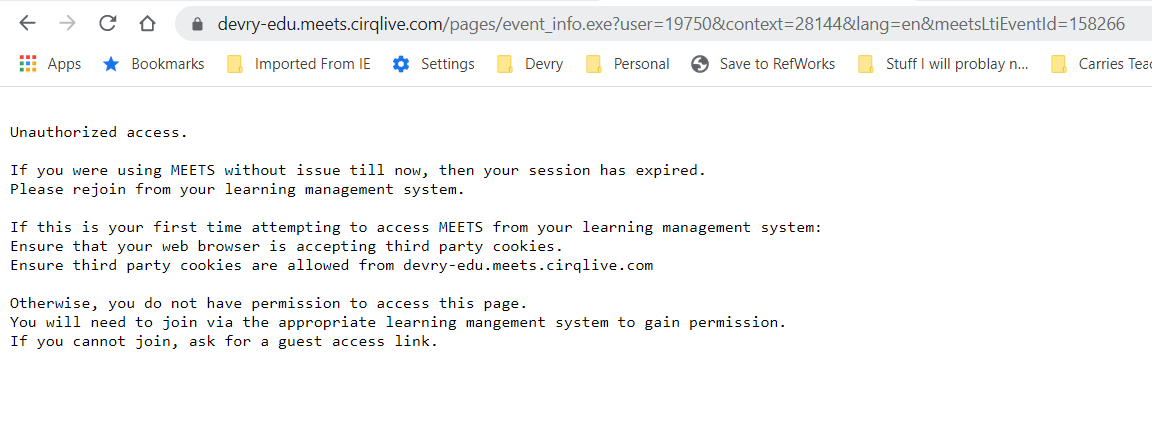 devry-edu.meets.cirqlive.com/pages/event_info.exe?user=19750&context=28144&lang=en&meetsLtiEventId=158266
Apps Bookmarks Imported From IE Settings Devry Personal Save to RefWorks Stuff I will problay n... Carries Teac
Unauthorized access.
If you were using MEETS without issue till now, then your session has expired.
Please rejoin from your learning management system.
If this is your first time attempting to access MEETS from your learning management system:
Ensure that your web browser is accepting third party cookies.
Ensure third party cookies are allowed from devry-edu.meets.cirqlive.com
Otherwise, you do not have permission to access this page.
You will need to join via the appropriate learning mangement system to gain permission.
If you cannot join, ask for a guest access link.